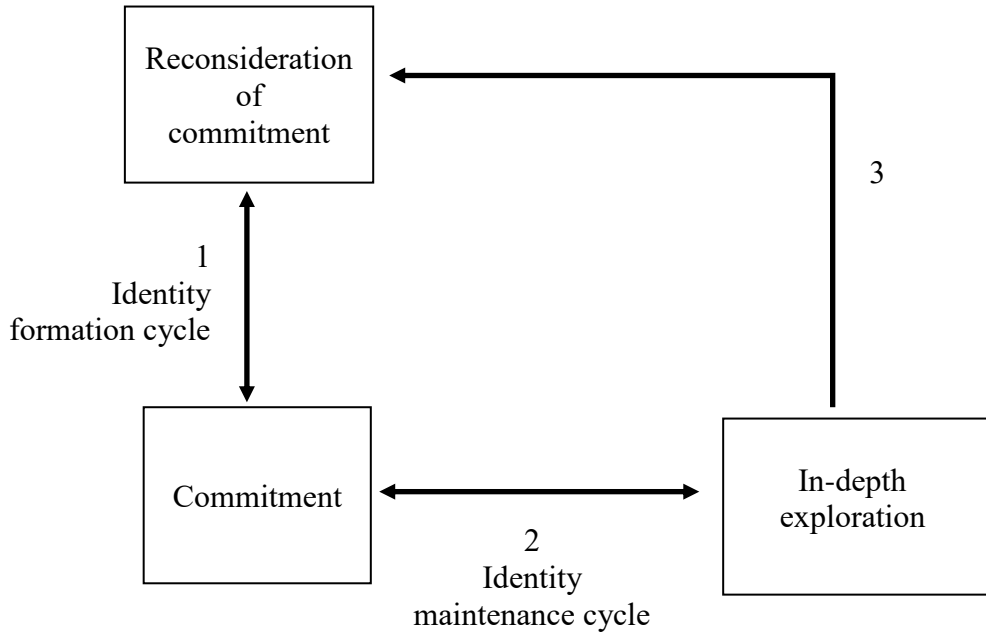 Reconsideration
of
commitment
3
1
Identity
formation cycle
Commitment
In-depth
exploration
2
Identity
maintenance cycle